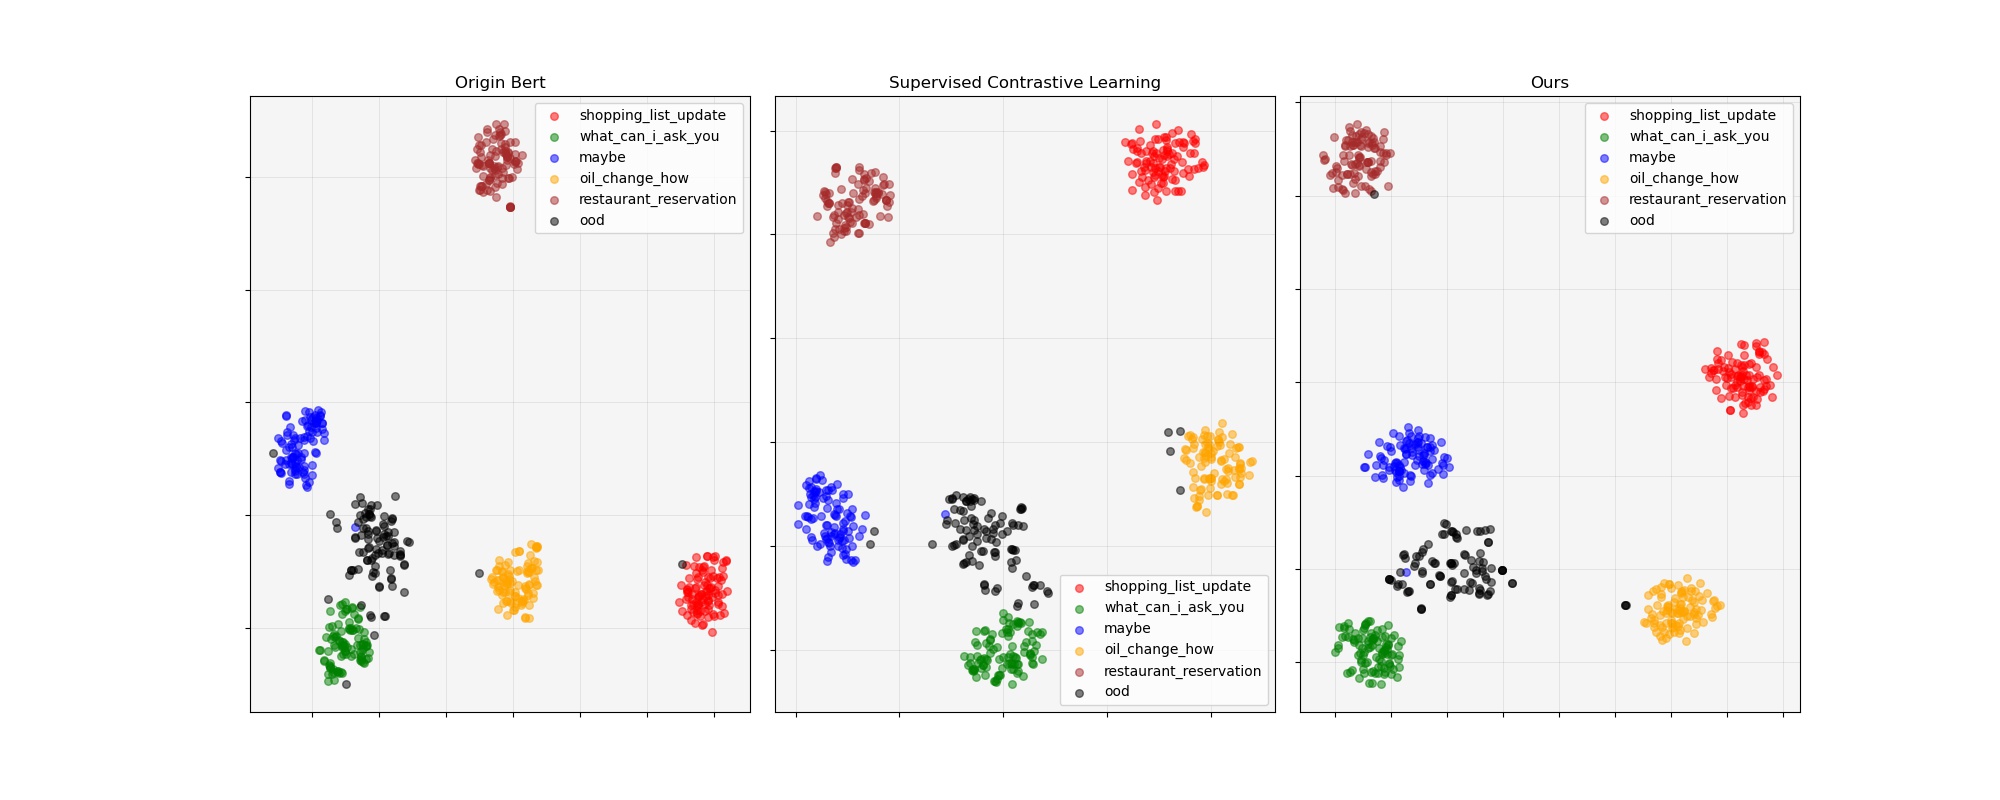 Origin Bert
shopping_list_update
what_can_i_ask_you
maybe
oil_change_how
restaurant_reservation
ood
Supervised Contrastive Learning
shopping_list_update
what_can_i_ask_you
maybe
oil_change_how
restaurant_reservation
ood
Ours
shopping_list_update
what_can_i_ask_you
maybe
oil_change_how
restaurant_reservation
ood